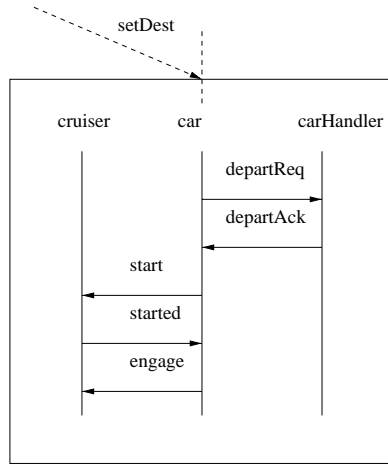 setDest
cruiser car carHandler
departReq
departAck
start
started
engage